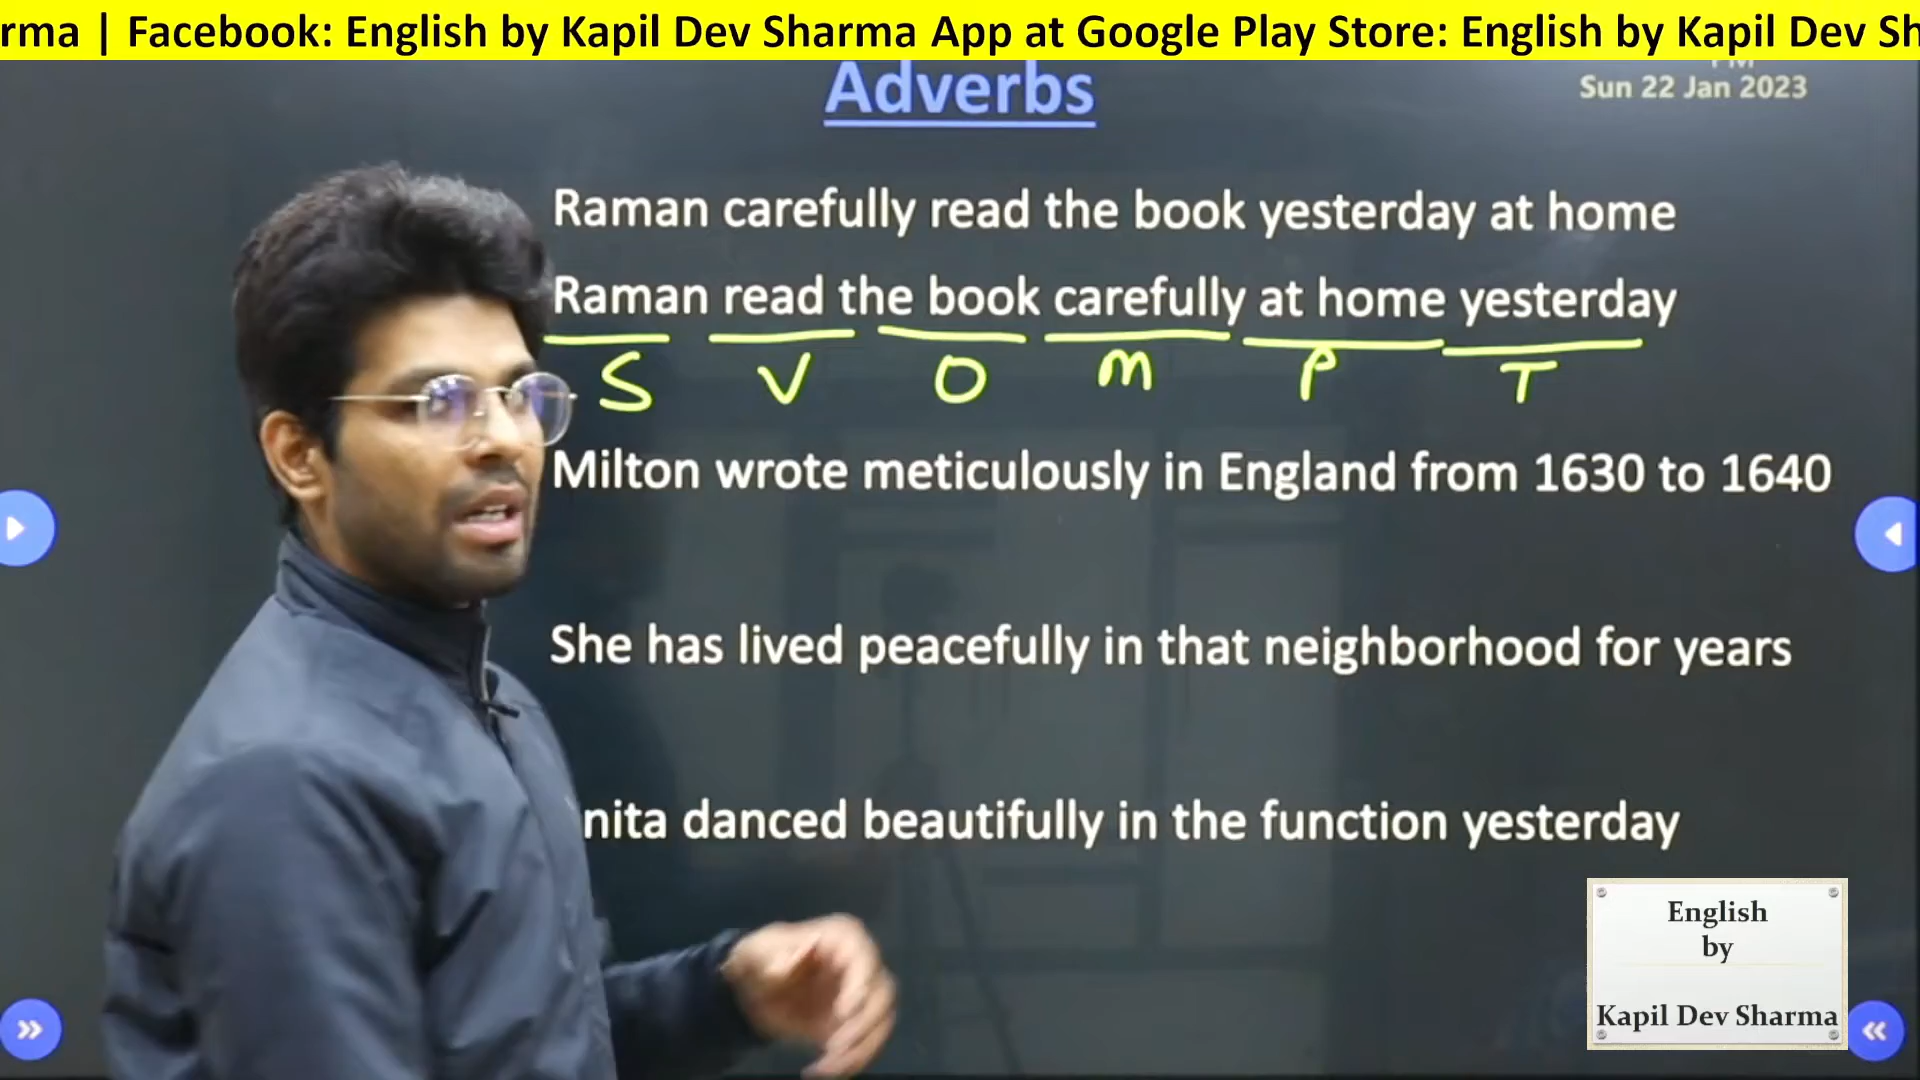 rma | Facebook: English by Kapil Dev Sharma App at Google Play Store: English by Kapil Dev Sh
Adverbs
Sun 22 Jan 2023
Raman carefully read the book yesterday at home
Raman read the book carefully at home yesterday
S V O M P T
Milton wrote meticulously in England from 1630 to 1640
She has lived peacefully in that neighborhood for years
nita danced beautifully in the function yesterday
English
by
Kapil Dev Sharma